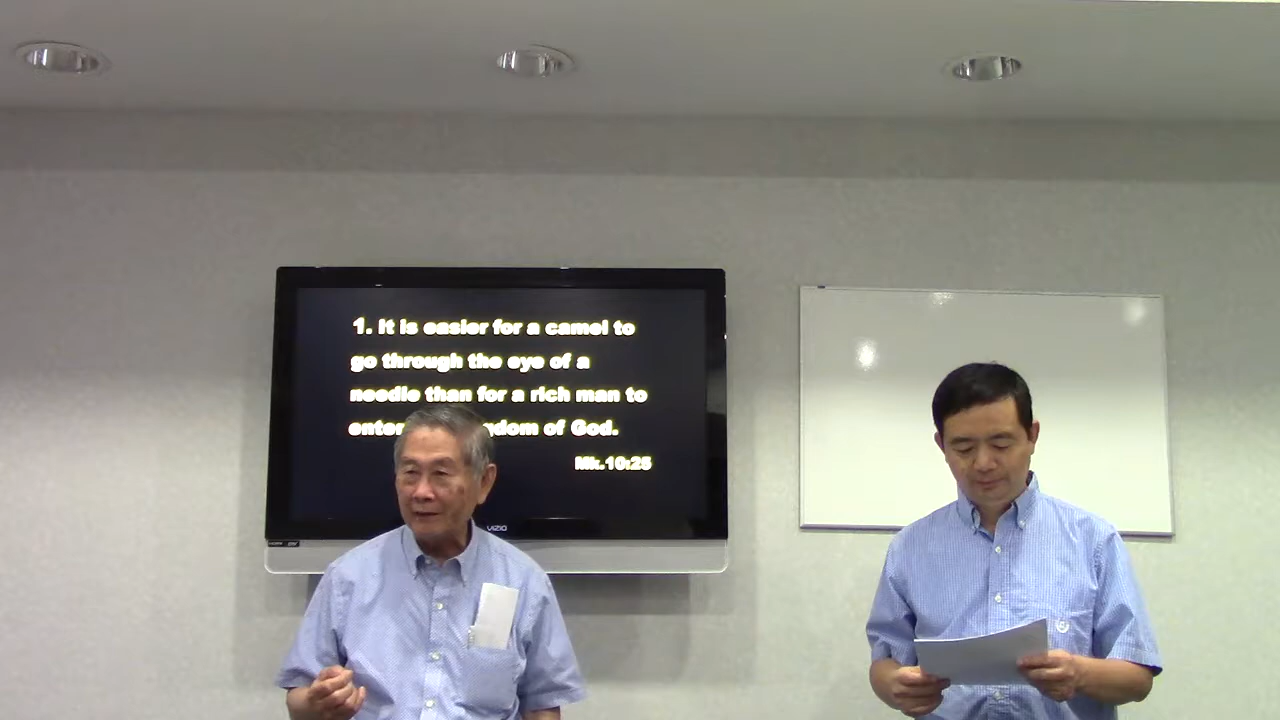 1. It is easier for a camel to
go through the eye of a
needle than for a rich man to
enter gdom of God.
Mk.10:25
VIZIO